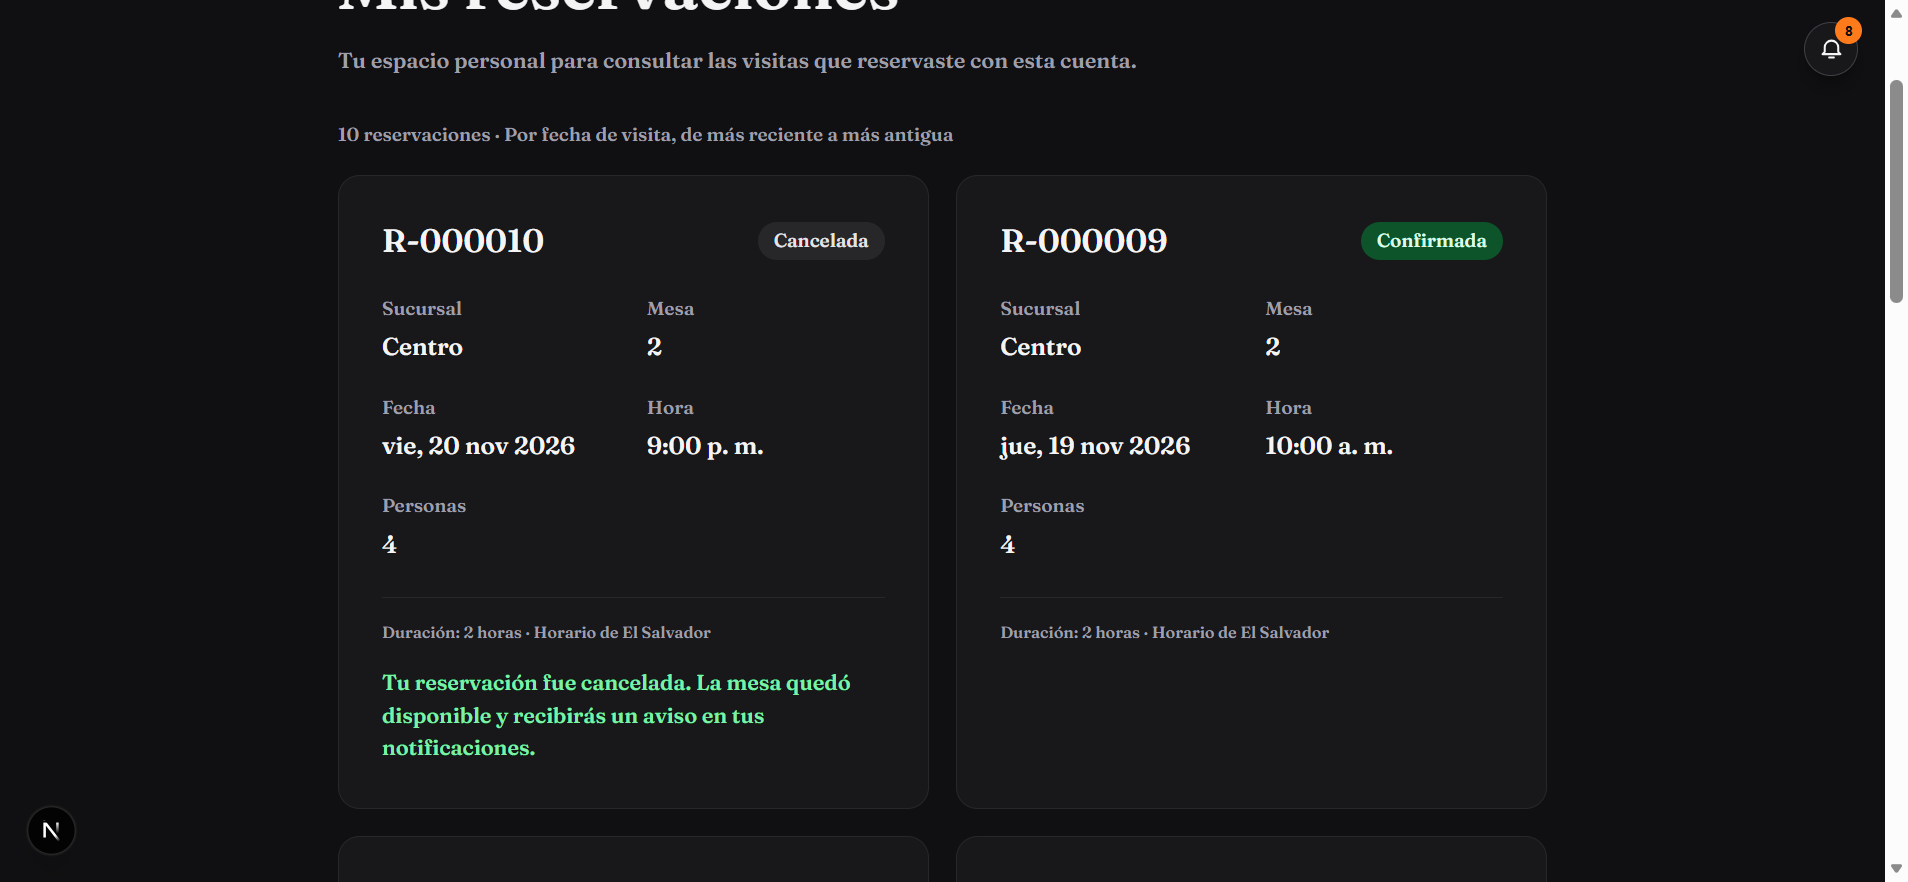 Mis reservaciones
8
Tu espacio personal para consultar las visitas que reservaste con esta cuenta.
10 reservaciones · Por fecha de visita, de más reciente a más antigua
R-000010
Cancelada
Sucursal
Mesa
Centro
2
Fecha
Hora
vie, 20 nov 2026
9:00 p. m.
Personas
4
Duración: 2 horas · Horario de El Salvador
Tu reservación fue cancelada. La mesa quedó
disponible y recibirás un aviso en tus
notificaciones.
R-000009
Confirmada
Sucursal
Mesa
Centro
2
Fecha
Hora
jue, 19 nov 2026
10:00 a. m.
Personas
4
Duración: 2 horas · Horario de El Salvador
N